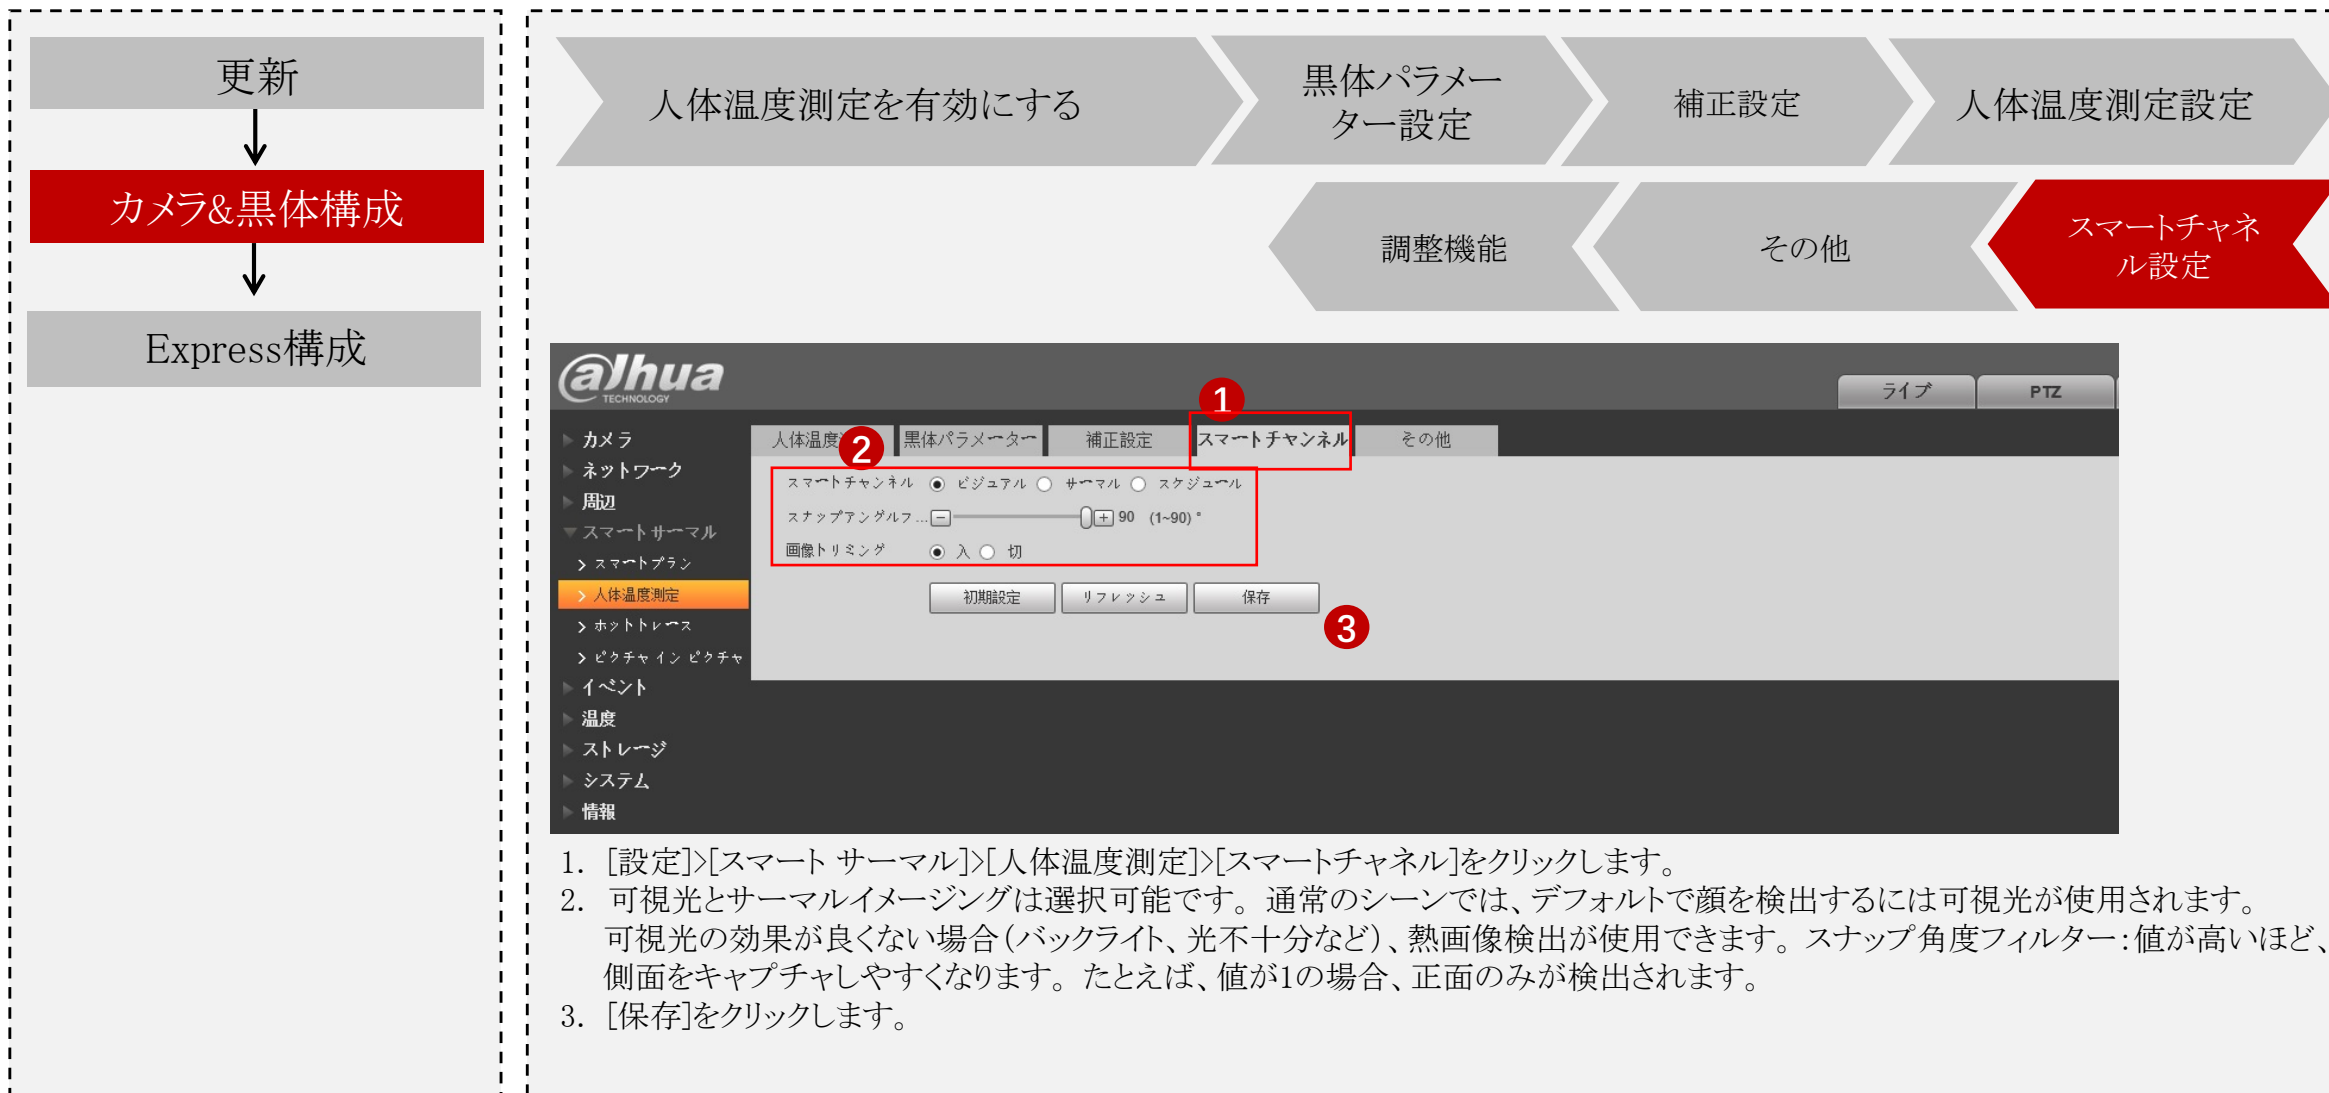 更新
カメラ&黒体構成
Express構成
人体温度測定を有効にする
黒体パラメー
ター設定
補正設定
人体温度測定設定
調整機能
その他
スマートチャネ
ル設定
alhua
TECHNOLOGY
ライブ
PTZ
1
カメラ
ネットワーク
周辺
スマートサーマル
スマートプラン
人体温度測定
ホットトレース
ピクチャ イン ピクチャ
イベント
温度
ストレージ
システム
情報
人体温度
2
黒体パラメーター
補正設定
スマートチャンネル
その他
スマートチャンネル ビジュアル サーマル スケジュール
スナップアングルフ... 90 (1~90) °
画像トリミング 入 切
初期設定
リフレッシュ
保存
3
1. [設定]>[スマート サーマル]>[人体温度測定]>[スマートチャネル]をクリックします。
2. 可視光とサーマルイメージングは選択可能です。通常のシーンでは、デフォルトで顔を検出するには可視光が使用されます。
可視光の効果が良くない場合(バックライト、光不十分など)、熱画像検出が使用できます。スナップ角度フィルター:値が高いほど、
側面をキャプチャしやすくなります。たとえば、値が1の場合、正面のみが検出されます。
3. [保存]をクリックします。